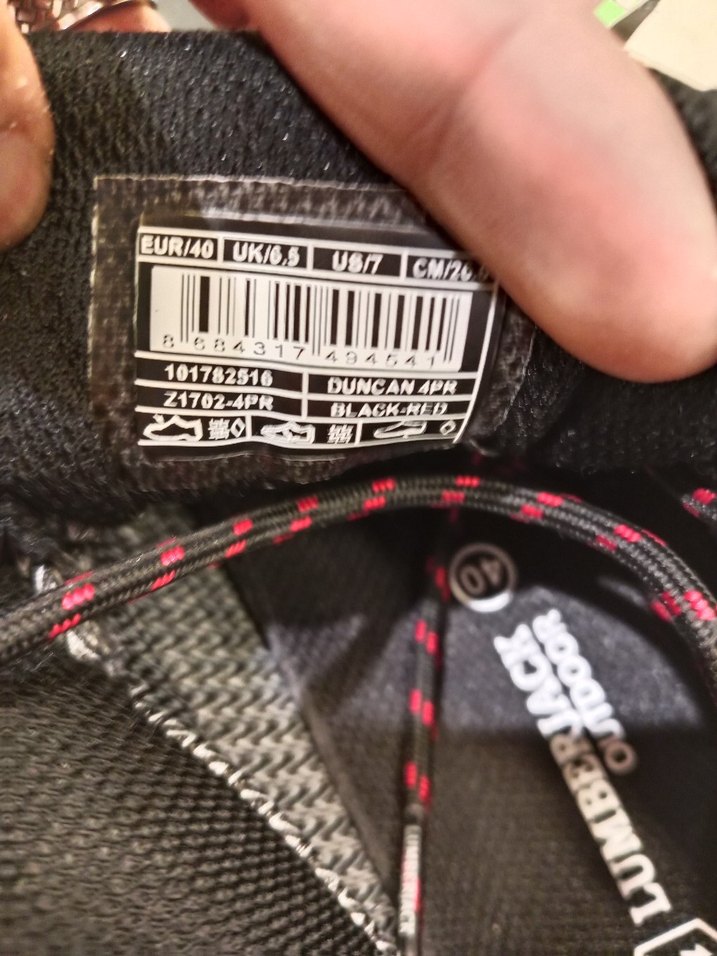 EUR/40 UK/6,5 US/7
8 684317 494541
101782516 DUNCAN 4PR
Z1702-4PR BLACK-RED
40
LUMBERJACK
OUTDOOR